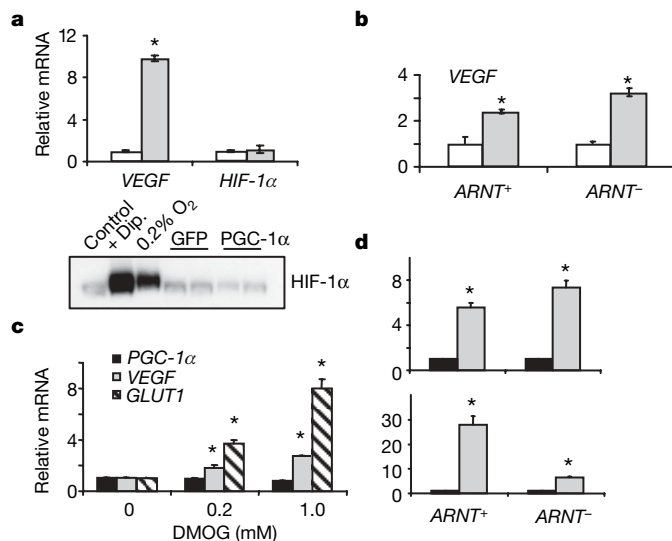 a
Relative mRNA
12
8
4
0
*
VEGF HIF-1α
Control
+ Dip.
0.2% O2
GFP PGC-1α
HIF-1α
b
4
2
0
VEGF
*
*
ARNT+ ARNT−
c
Relative mRNA
8
4
0
PGC-1α
VEGF
GLUT1
*
*
*
*
0 0.2 1.0
DMOG (mM)
d
8
4
0
*
*
30
20
10
0
*
*
ARNT+ ARNT−